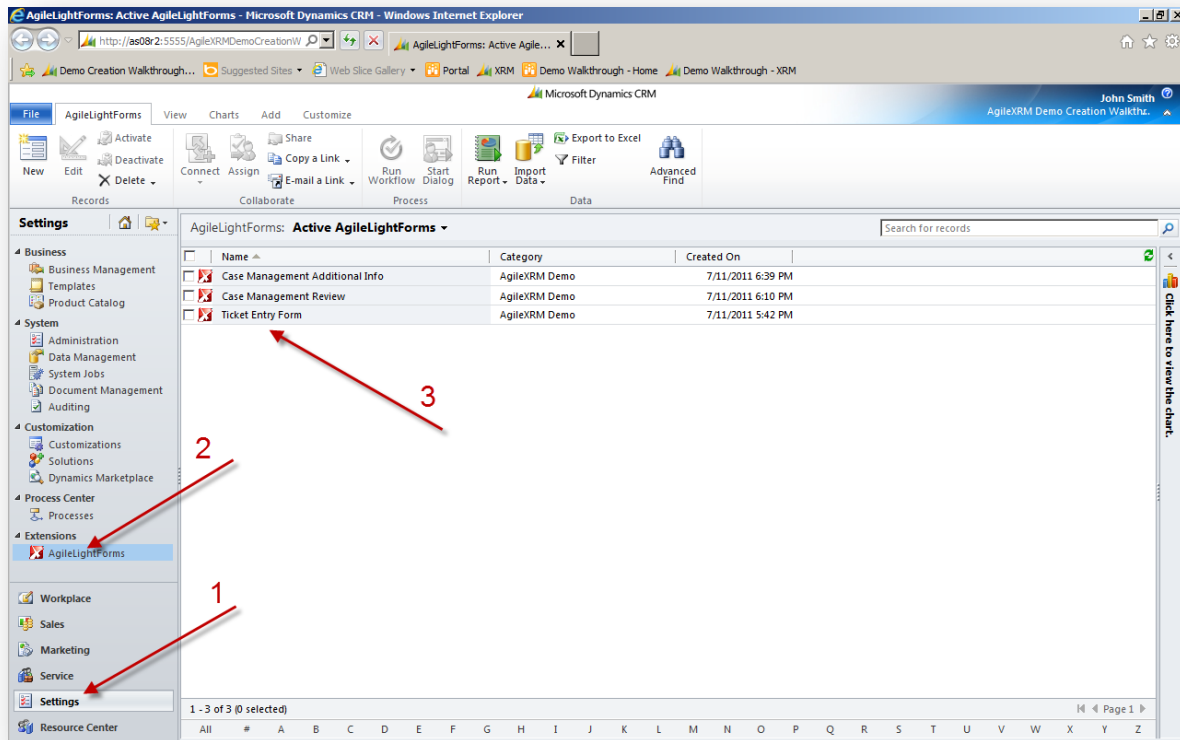 AgileLightForms: Active AgileLightForms - Microsoft Dynamics CRM - Windows Internet Explorer
http://as08r2:5555/AgileXRMDemoCreationW
AgileLightForms: Active Agile...
Demo Creation Walkthrough... Suggested Sites Web Slice Gallery Portal XRM Demo Walkthrough - Home Demo Walkthrough - XRM
Microsoft Dynamics CRM
John Smith
AgileXRM Demo Creation Walkthr.
File AgileLightForms View Charts Add Customize
New
Edit
Activate
Deactivate
Delete
Records
Connect
Assign
Share
Copy a Link
E-mail a Link
Collaborate
Run
Workflow
Start
Dialog
Process
Run
Report
Import
Data
Export to Excel
Filter
Advanced
Find
Data
Settings
Business
Business Management
Templates
Product Catalog
System
Administration
Data Management
System Jobs
Document Management
Auditing
Customization
Customizations
Solutions
Dynamics Marketplace
Process Center
Processes
Extensions
AgileLightForms
Workplace
Sales
Marketing
Service
Settings
Resource Center
AgileLightForms: Active AgileLightForms
Search for records
Name Category Created On
Case Management Additional Info AgileXRM Demo 7/11/2011 6:39 PM
Case Management Review AgileXRM Demo 7/11/2011 6:10 PM
Ticket Entry Form AgileXRM Demo 7/11/2011 5:42 PM
3
2
1
Click here to view the chart.
1 - 3 of 3 (0 selected) Page 1
All # A B C D E F G H I J K L M N O P Q R S T U V W X Y Z